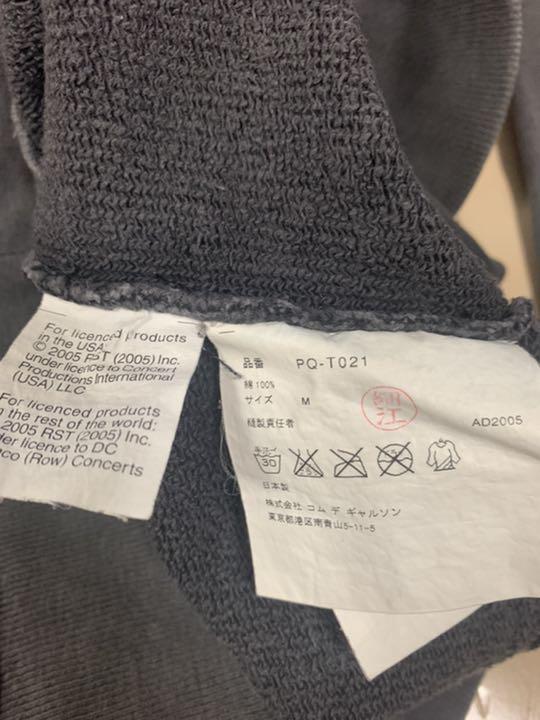 For licenced products
in the USA:
© 2005 RST (2005) Inc.
under licence to Concert
Productions International
(USA) LLC
For licenced products
in the rest of the world:
2005 RST (2005) Inc.
der licence to DC
aco (Row) Concerts
品番 PQ-T021
綿 100%
サイズ M
縫製責任者 江 AD2005
30
日本製
株式会社 コム デ ギャルソン
東京都港区南青山5-11-5